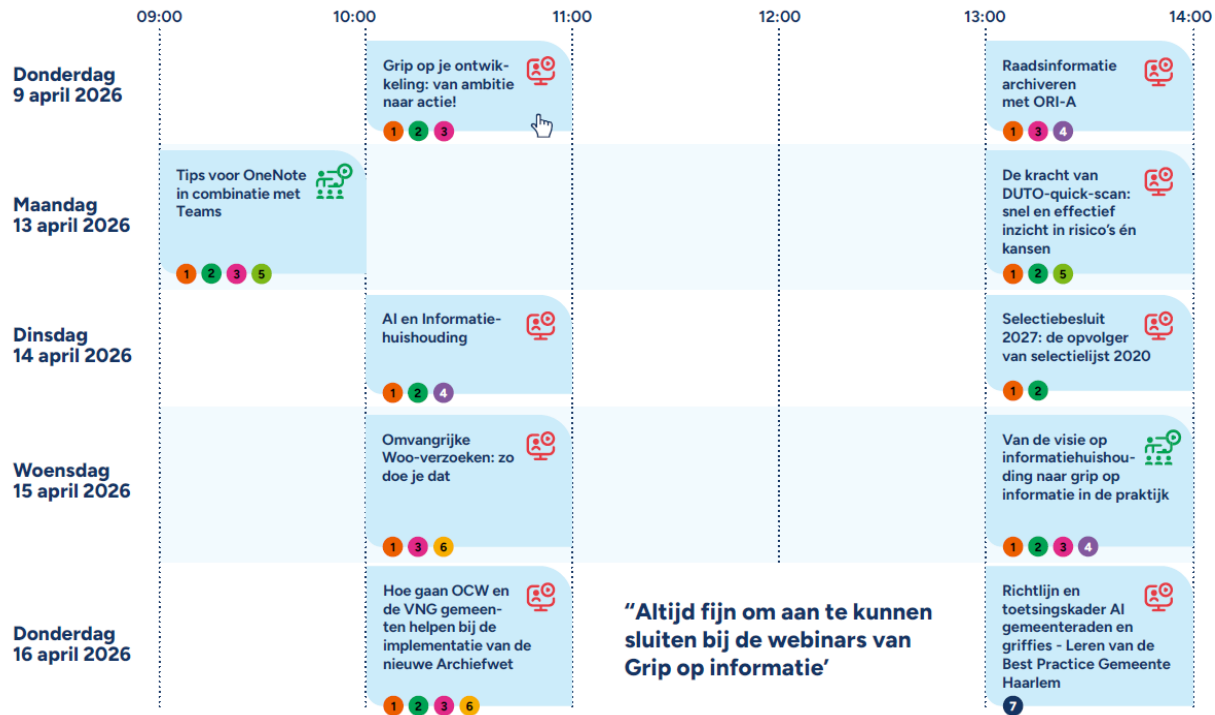 09:00 10:00 11:00 12:00 13:00 14:00
Donderdag
9 april 2026
Grip op je ontwik-
keling: van ambitie
naar actie!
1 2 3
Raadsinformatie
archiveren
met ORI-A
1 3 4
Maandag
13 april 2026
Tips voor OneNote
in combinatie met
Teams
1 2 3 5
De kracht van
DUTO-quick-scan:
snel en effectief
inzicht in risico’s én
kansen
1 2 5
Dinsdag
14 april 2026
AI en Informatie-
huishouding
1 2 4
Selectiebesluit
2027: de opvolger
van selectielijst 2020
1 2
Woensdag
15 april 2026
Omvangrijke
Woo-verzoeken: zo
doe je dat
1 3 6
Van de visie op
informatiehuishou-
ding naar grip op
informatie in de praktijk
1 2 3 4
Donderdag
16 april 2026
Hoe gaan OCW en
de VNG gemeen-
ten helpen bij de
implementatie van de
nieuwe Archiefwet
1 2 3 6
“Altijd fijn om aan te kunnen
sluiten bij de webinars van
Grip op informatie’
Richtlijn en
toetsingskader AI
gemeenteraden en
griffies - Leren van de
Best Practice Gemeente
Haarlem
7